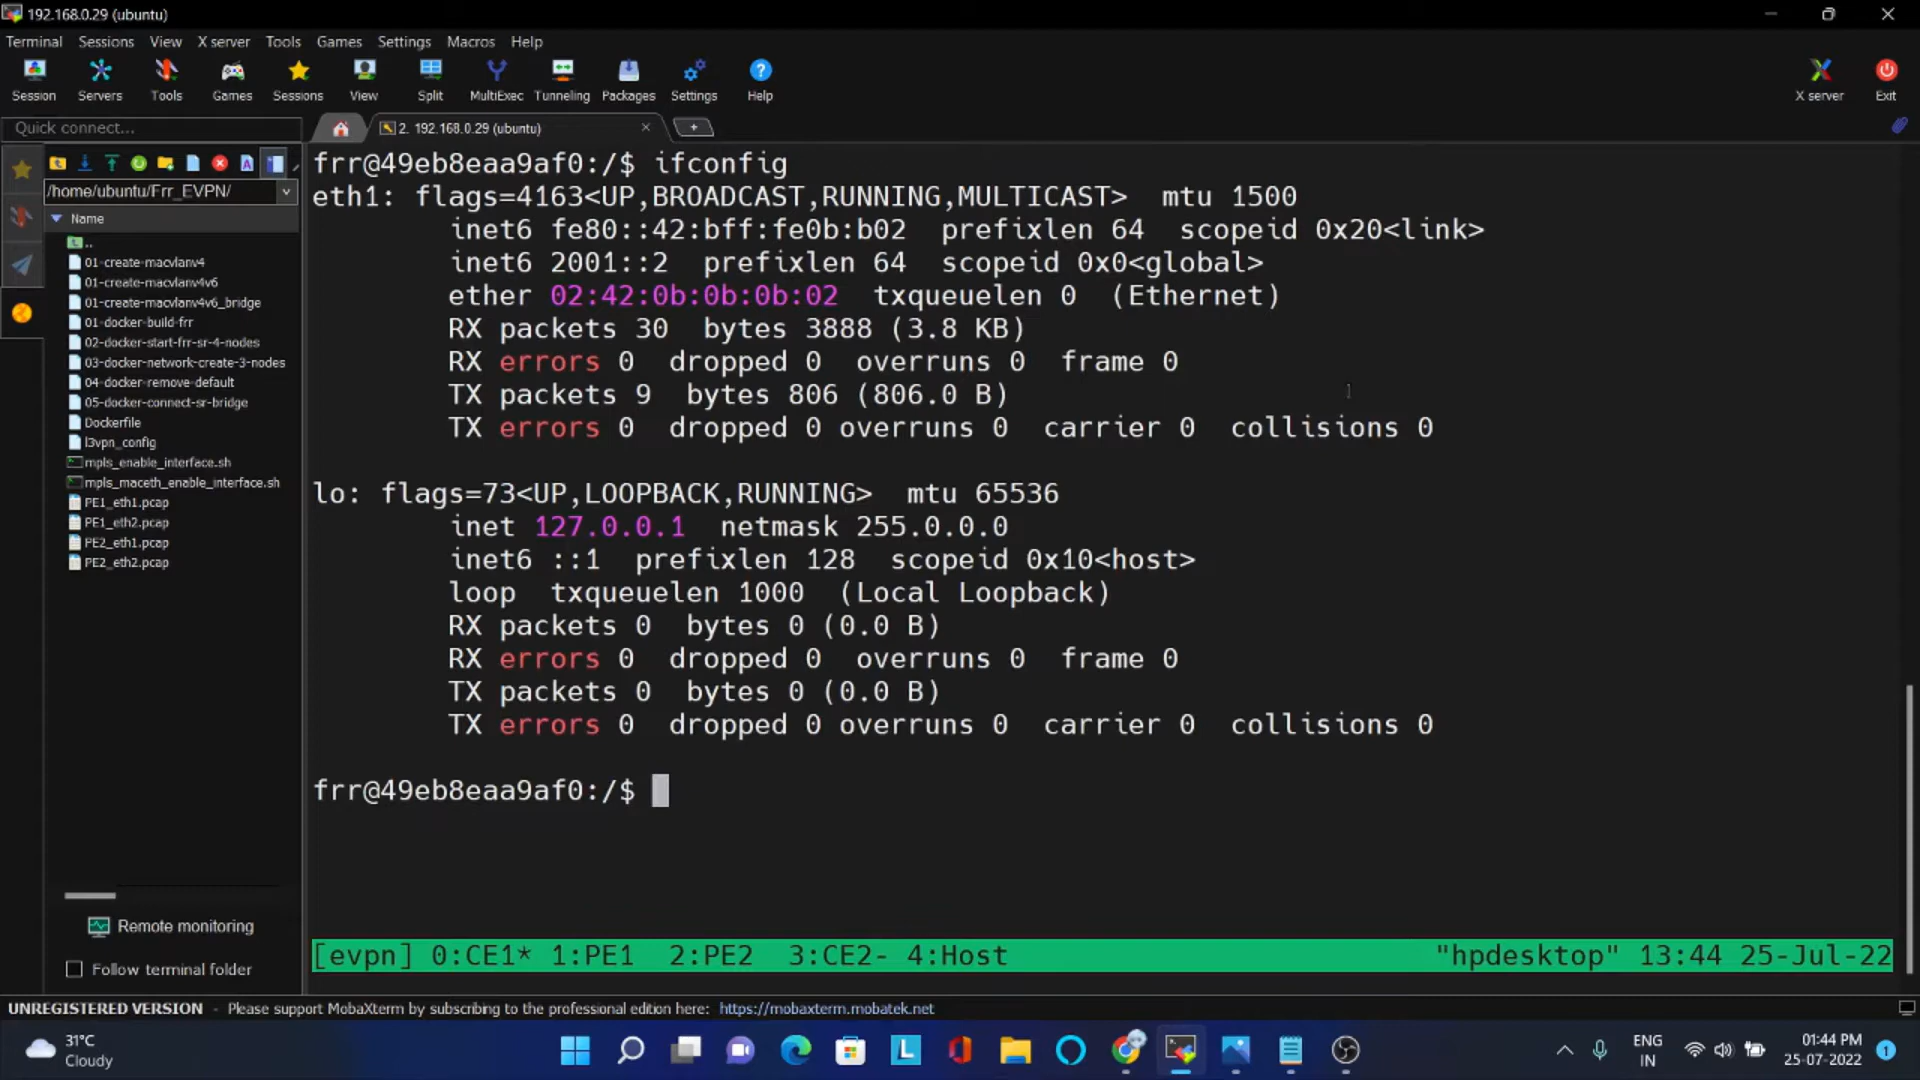 192.168.0.29 (ubuntu)
Terminal Sessions View X server Tools Games Settings Macros Help
Session Servers Tools Games Sessions View Split MultiExec Tunneling Packages Settings Help X server Exit
Quick connect...
2. 192.168.0.29 (ubuntu)
/home/ubuntu/Frr_EVPN/
Name
..
01-create-macvlanv4
01-create-macvlanv4v6
01-create-macvlanv4v6_bridge
01-docker-build-frr
02-docker-start-frr-sr-4-nodes
03-docker-network-create-3-nodes
04-docker-remove-default
05-docker-connect-sr-bridge
Dockerfile
l3vpn_config
mpls_enable_interface.sh
mpls_maceth_enable_interface.sh
PE1_eth1.pcap
PE1_eth2.pcap
PE2_eth1.pcap
PE2_eth2.pcap
Remote monitoring
Follow terminal folder
frr@49eb8eaa9af0:/$ ifconfig
eth1: flags=4163<UP,BROADCAST,RUNNING,MULTICAST>  mtu 1500
inet6 fe80::42:bff:fe0b:b02  prefixlen 64  scopeid 0x20<link>
inet6 2001::2  prefixlen 64  scopeid 0x0<global>
ether 02:42:0b:0b:0b:02  txqueuelen 0  (Ethernet)
RX packets 30  bytes 3888 (3.8 KB)
RX errors 0  dropped 0  overruns 0  frame 0
TX packets 9  bytes 806 (806.0 B)
TX errors 0  dropped 0 overruns 0  carrier 0  collisions 0
lo: flags=73<UP,LOOPBACK,RUNNING>  mtu 65536
inet 127.0.0.1  netmask 255.0.0.0
inet6 ::1  prefixlen 128  scopeid 0x10<host>
loop  txqueuelen 1000  (Local Loopback)
RX packets 0  bytes 0 (0.0 B)
RX errors 0  dropped 0  overruns 0  frame 0
TX packets 0  bytes 0 (0.0 B)
TX errors 0  dropped 0 overruns 0  carrier 0  collisions 0
frr@49eb8eaa9af0:/$
[evpn] 0:CE1* 1:PE1  2:PE2  3:CE2- 4:Host "hpdesktop" 13:44 25-Jul-22
UNREGISTERED VERSION - Please support MobaXterm by subscribing to the professional edition here: https://mobaxterm.mobatek.net
31°C
Cloudy
ENG
IN
01:44 PM
25-07-2022
1